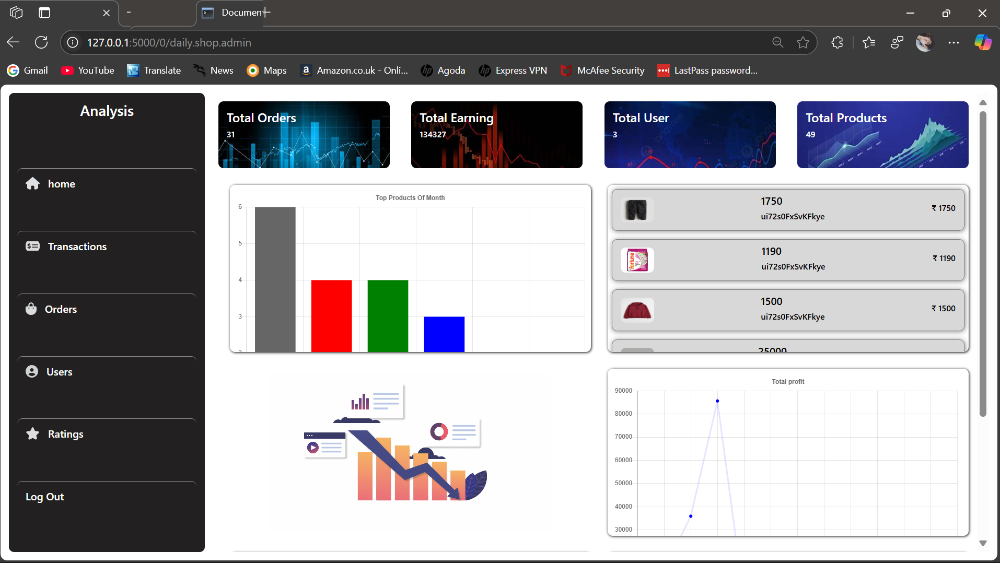 Document
127.0.0.1:5000/0/daily.shop.admin
Gmail
YouTube
Translate
News
Maps
Amazon.co.uk - Onli...
Agoda
Express VPN
McAfee Security
LastPass password...
Analysis
home
Transactions
Orders
Users
Ratings
Log Out
Total Orders
31
Total Earning
134327
Total User
3
Total Products
49
Top Products Of Month
6
5
4
3
1750
ui72s0FxSvKFkye
₹ 1750
fortune
1190
ui72s0FxSvKFkye
₹ 1190
1500
ui72s0FxSvKFkye
₹ 1500
25000
Total profit
90000
80000
70000
60000
50000
40000
30000